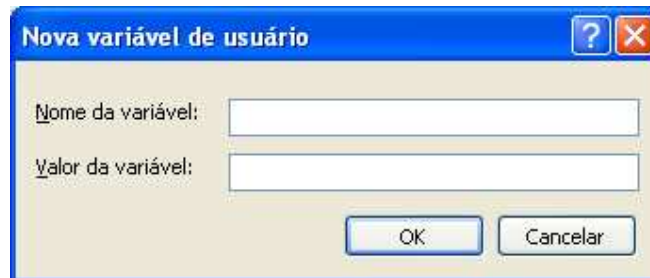 Nova variável de usuário
Nome da variável:
Valor da variável:
OK Cancelar